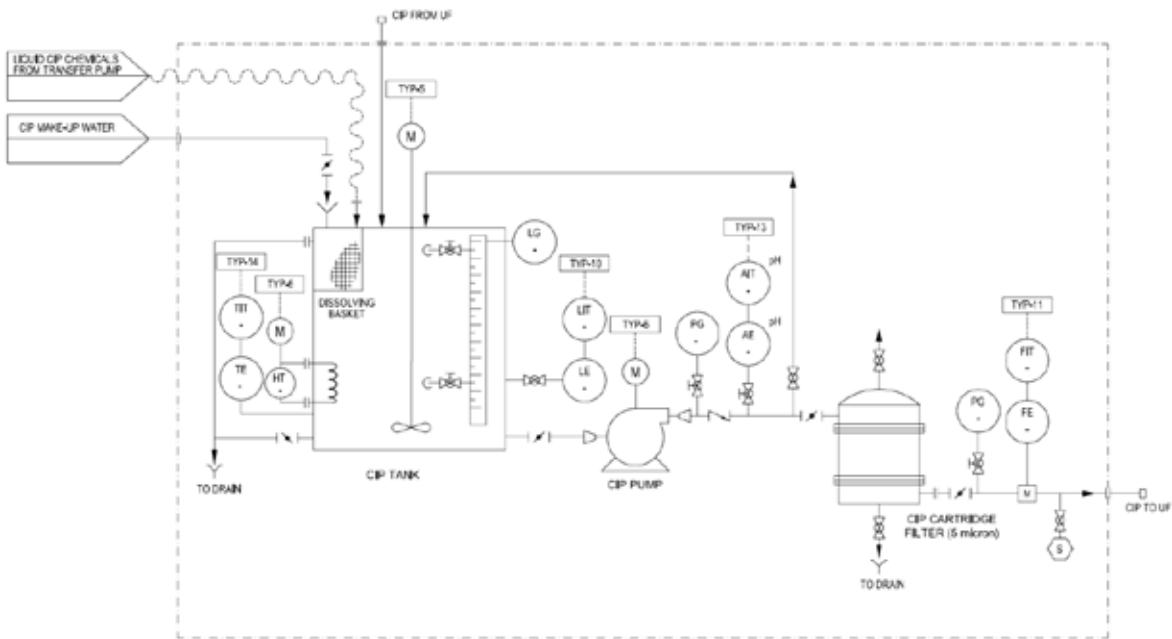 CIP FROM UF
LIQUID CIP CHEMICALS
FROM TRANSFER PUMP
CIP MAKE-UP WATER
TYP-5
M
TYP-14
TYP-6
TIT
M
TE
HT
DISSOLVING
BASKET
LG
TYP-10
LIT
LE
TYP-6
M
PG
TYP-13
AIT
pH
AE
pH
TYP-11
FIT
FE
PG
M
S
TO DRAIN
CIP TANK
CIP PUMP
CIP CARTRIDGE
FILTER (5 micron)
TO DRAIN
CIP TO UF